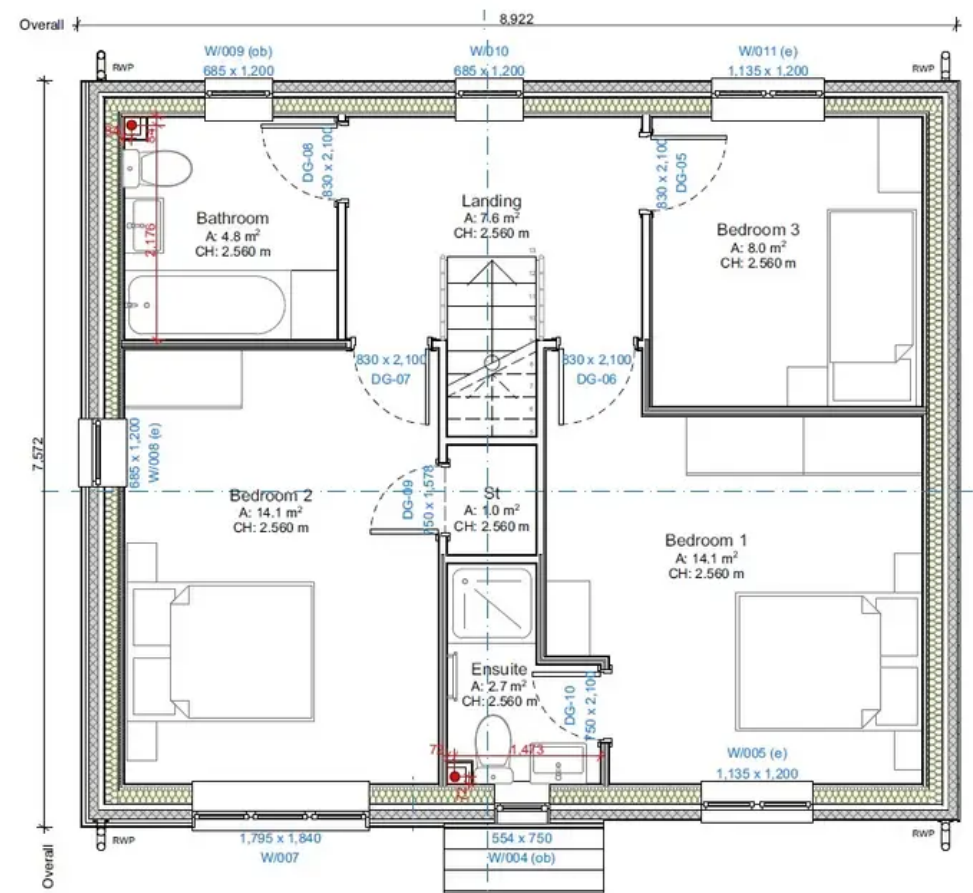 Overall
8,922
W/009 (ob)
685 x 1,200
W/010
685 x 1,200
W/011 (e)
1,135 x 1,200
RWP
RWP
84
DG-08
830 x 2,100
830 x 2,100
DG-05
Bathroom
A: 4.8 m²
CH: 2.560 m
2,176
Landing
A: 7.6 m²
CH: 2.560 m
Bedroom 3
A: 8.0 m²
CH: 2.560 m
830 x 2,100
DG-07
830 x 2,100
DG-06
7,572
685 x 1,200
W/008 (e)
Bedroom 2
A: 14.1 m²
CH: 2.560 m
DG-09
St
A: 1.0 m²
CH: 2.560 m
Bedroom 1
A: 14.1 m²
CH: 2.560 m
Ensuite
A: 2.7 m²
CH: 2.560 m
DG-10
750 x 2,100
1,473
W/005 (e)
1,135 x 1,200
RWP
1,795 x 1,840
W/007
554 x 750
W/004 (ob)
RWP
Overall